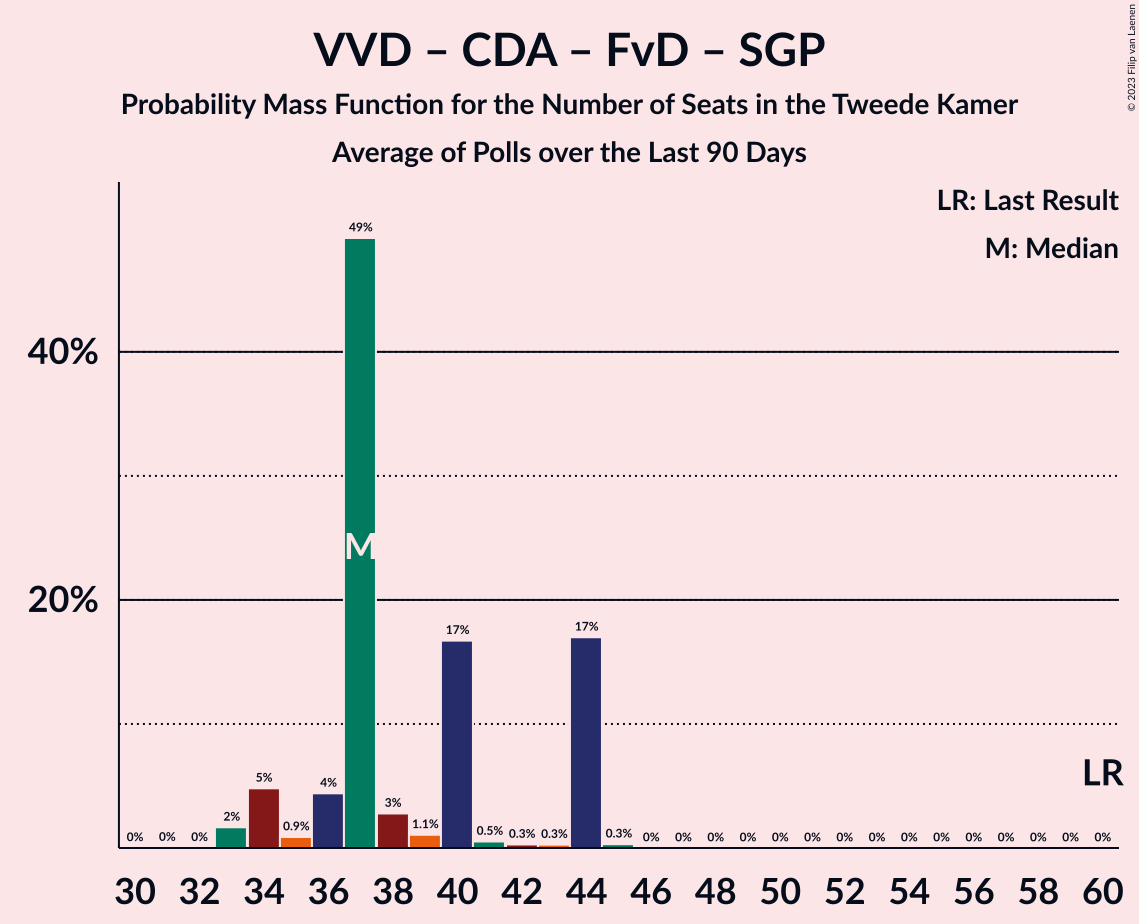 VVD – CDA – FvD – SGP
Probability Mass Function for the Number of Seats in the Tweede Kamer
Average of Polls over the Last 90 Days
© 2023 Filip van Laenen
LR: Last Result
M: Median
40%
20%
0% 0% 0% 2% 5% 0.9% 4% 49% 3% 1.1% 17% 0.5% 0.3% 0.3% 17% 0.3% 0% 0% 0% 0% 0% 0% 0% 0% 0% 0% 0% 0% 0% 0% 0%
M
LR
30 32 34 36 38 40 42 44 46 48 50 52 54 56 58 60